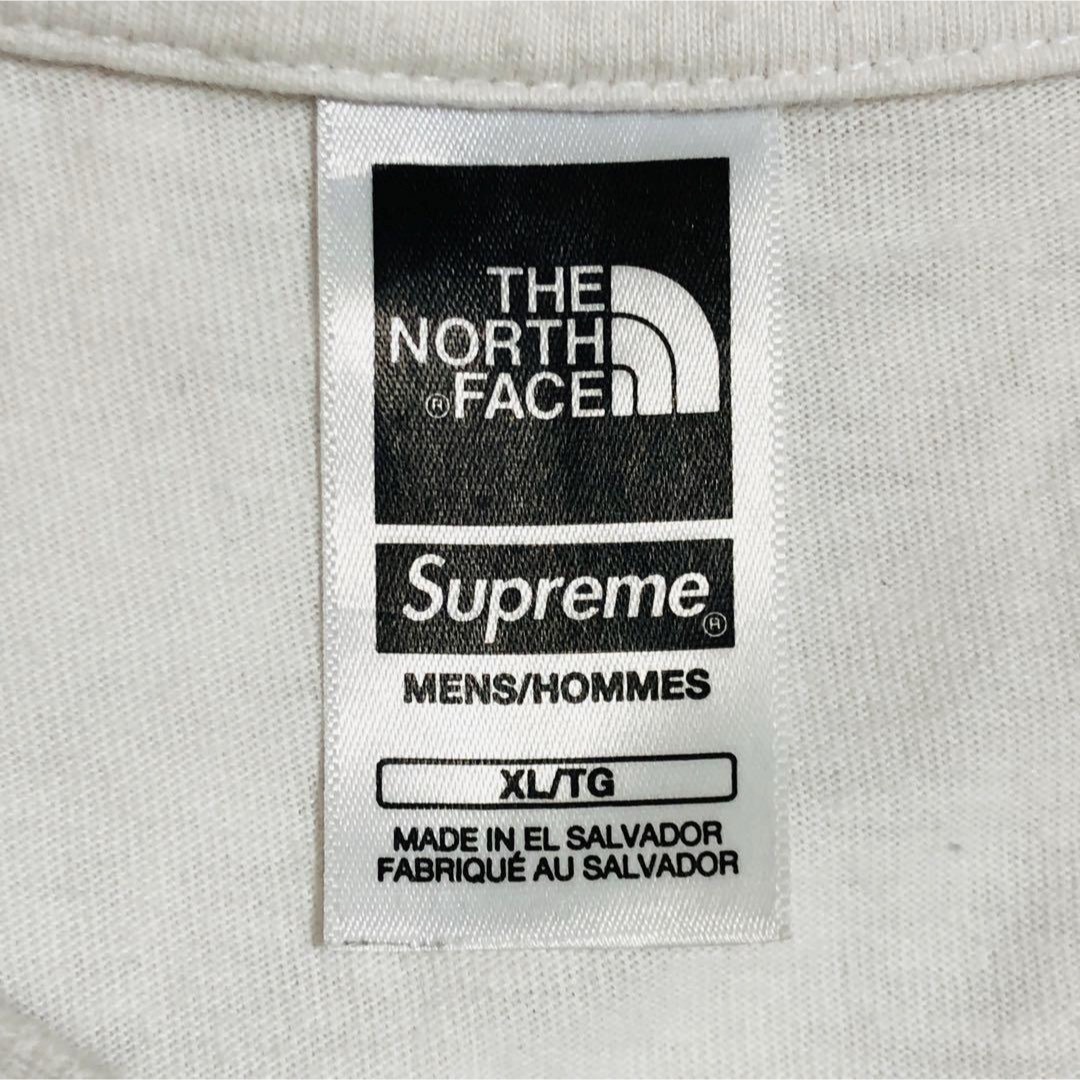 THE
NORTH
®FACE
Supreme®
MENS/HOMMES
XL/TG
MADE IN EL SALVADOR
FABRIQUÉ AU SALVADOR